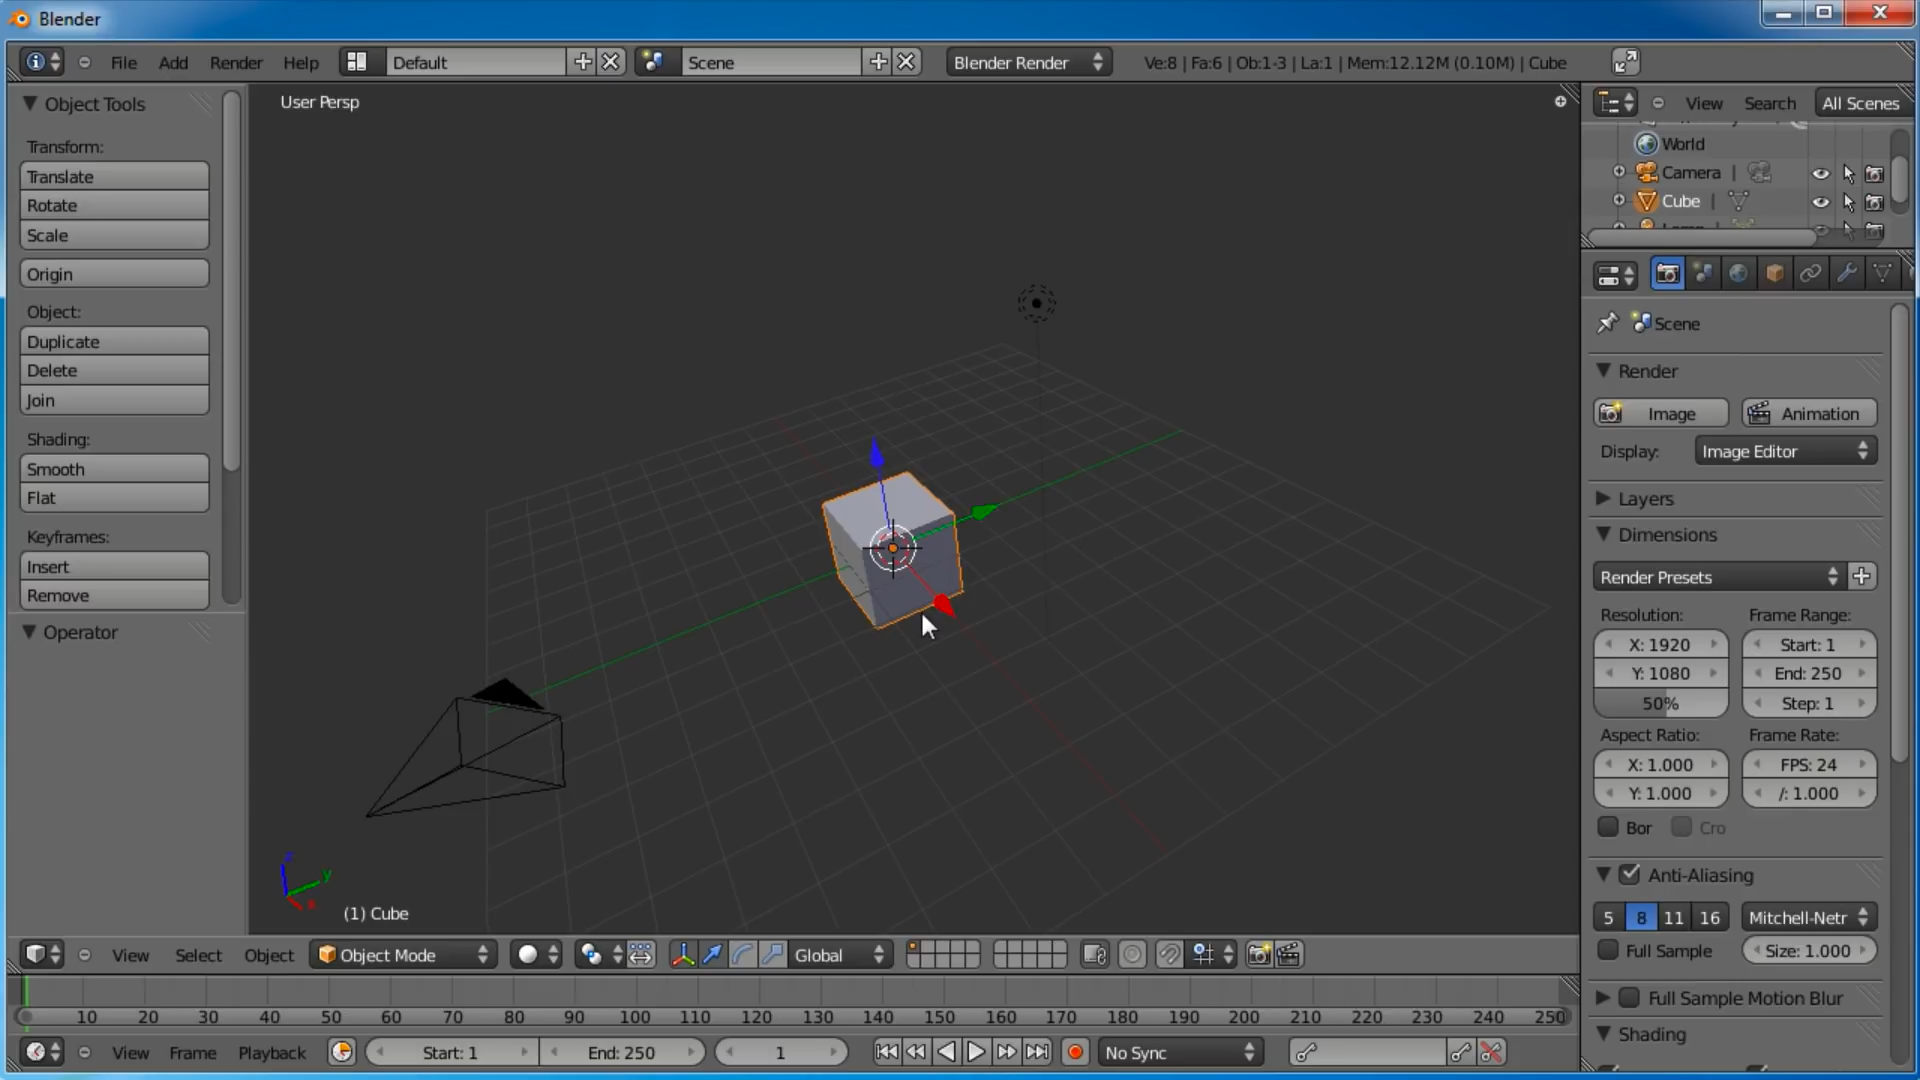 Blender
File Add Render Help Default Scene Blender Render Ve:8 | Fa:6 | Ob:1-3 | La:1 | Mem:12.12M (0.10M) | Cube
Object Tools
Transform:
Translate
Rotate
Scale
Origin
Object:
Duplicate
Delete
Join
Shading:
Smooth
Flat
Keyframes:
Insert
Remove
Operator
User Persp
z
y
x
(1) Cube
View Search All Scenes
World
Camera |
Cube |
Scene
Render
Image Animation
Display: Image Editor
Layers
Dimensions
Render Presets
Resolution: Frame Range:
X: 1920 Start: 1
Y: 1080 End: 250
50% Step: 1
Aspect Ratio: Frame Rate:
X: 1.000 FPS: 24
Y: 1.000 /: 1.000
Bor Cro
Anti-Aliasing
5 8 11 16 Mitchell-Netr
Full Sample Size: 1.000
Full Sample Motion Blur
Shading
View Select Object Object Mode Global
10 20 30 40 50 60 70 80 90 100 110 120 130 140 150 160 170 180 190 200 210 220 230 240 250
View Frame Playback Start: 1 End: 250 1 No Sync